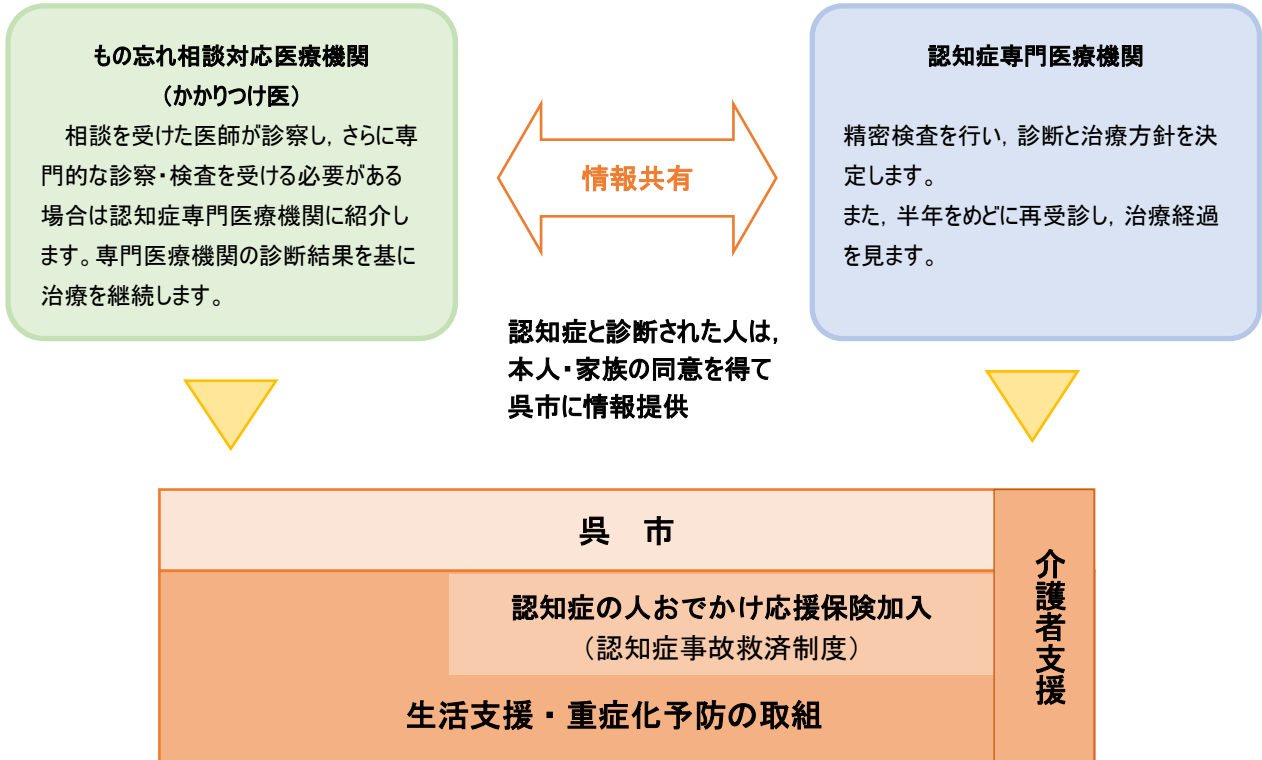 もの忘れ相談対応医療機関
（かかりつけ医）
　相談を受けた医師が診察し，さらに専
門的な診察・検査を受ける必要がある
場合は認知症専門医療機関に紹介し
ます。専門医療機関の診断結果を基に
治療を継続します。
情報共有
認知症専門医療機関
精密検査を行い，診断と治療方針を決
定します。
また，半年をめどに再受診し，治療経過
を見ます。
認知症と診断された人は，
本人・家族の同意を得て
呉市に情報提供
呉　市
認知症の人おでかけ応援保険加入
（認知症事故救済制度）
生活支援・重症化予防の取組
介護者支援